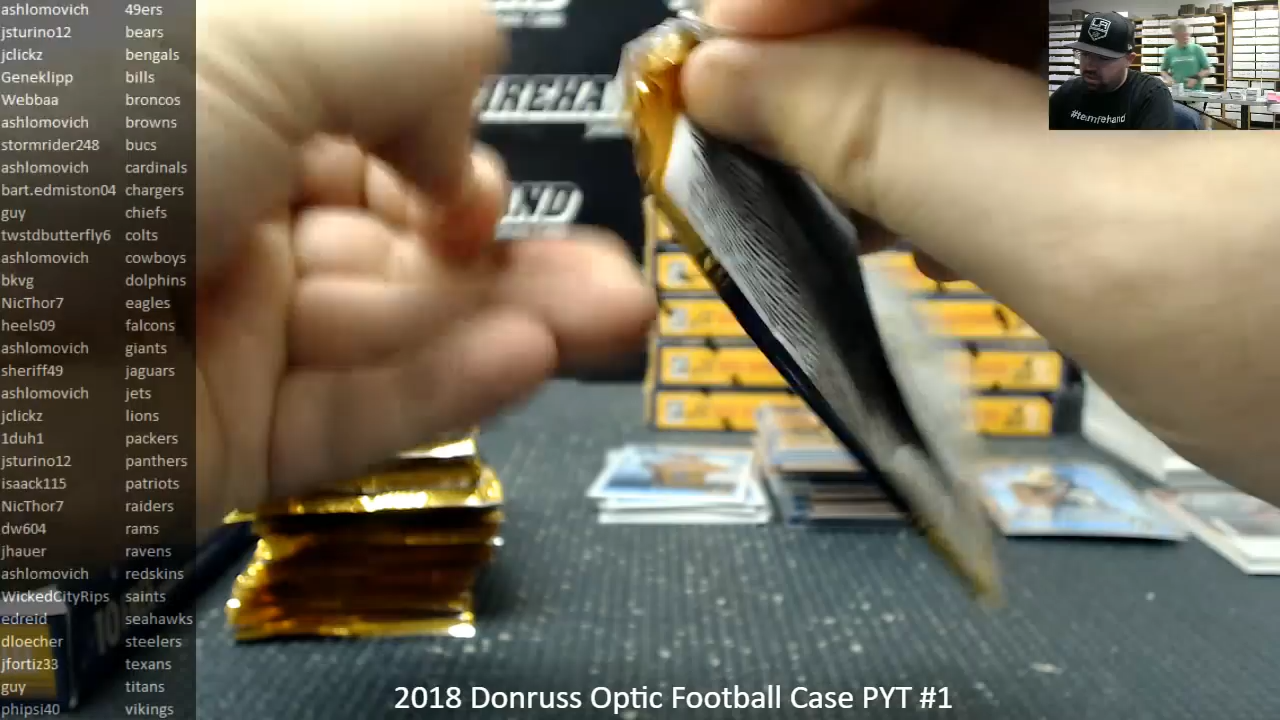 ashlomovich 49ers
jsturino12 bears
jclickz bengals
Geneklipp bills
Webbaa broncos
ashlomovich browns
stormrider248 bucs
ashlomovich cardinals
bart.edmiston04 chargers
guy chiefs
twstdbutterfly6 colts
ashlomovich cowboys
bkvg dolphins
NicThor7 eagles
heels09 falcons
ashlomovich giants
sheriff49 jaguars
ashlomovich jets
jclickz lions
1duh1 packers
jsturino12 panthers
isaack115 patriots
NicThor7 raiders
dw604 rams
jhauer ravens
ashlomovich redskins
WickedCityRips saints
edreid seahawks
dloecher steelers
jfortiz33 texans
guy titans
phipsi40 vikings
#teamfehand
2018 Donruss Optic Football Case PYT #1